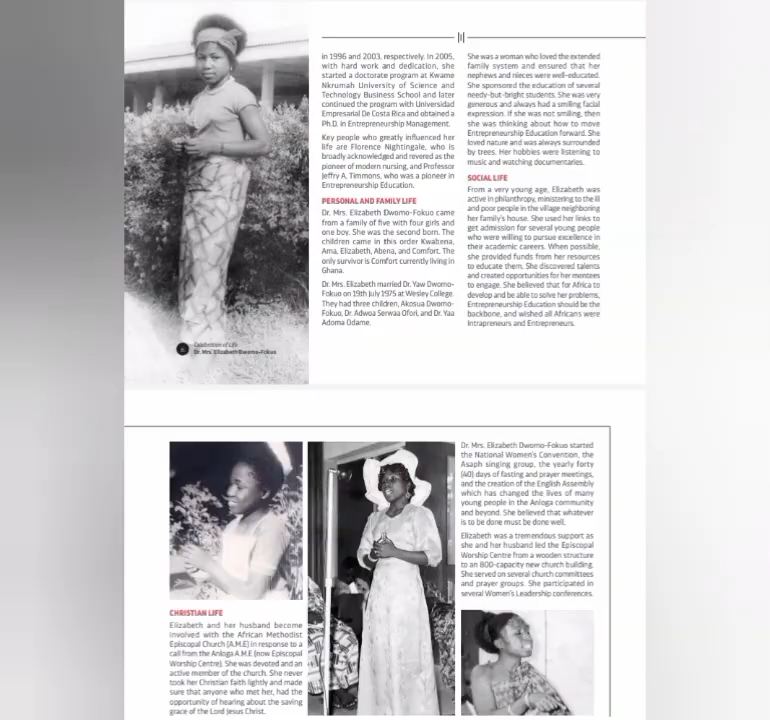 in 1996 and 2003, respectively. In 2005,
with hard work and dedication, she
started a doctorate program at Kwame
Nkrumah University of Science and
Technology Business School and later
continued the program with Universidad
Empresarial De Costa Rica and obtained a
Ph.D. in Entrepreneurship Management.
Key people who greatly influenced her
life are Florence Nightingale, who is
broadly acknowledged and revered as the
pioneer of modern nursing, and Professor
Jeffry A. Timmons, who was a pioneer in
Entrepreneurship Education.
PERSONAL AND FAMILY LIFE
Dr. Mrs. Elizabeth Dwomo-Fokuo came
from a family of five with four girls and
one boy. She was the second born. The
children came in this order Kwabena,
Ama, Elizabeth, Abena, and Comfort. The
only survivor is Comfort currently living in
Ghana.
Dr. Mrs. Elizabeth married Dr. Yaw Dwomo-
Fokuo on 19th July 1975 at Wesley College.
They had three children, Akosua Dwomo-
Fokuo, Dr. Adwoa Serwaa Ofori, and Dr. Yaa
Adoma Odame.
She was a woman who loved the extended
family system and ensured that her
nephews and nieces were well-educated.
She sponsored the education of several
needy-but-bright students. She was very
generous and always had a smiling facial
expression. If she was not smiling, then
she was thinking about how to move
Entrepreneurship Education forward. She
loved nature and was always surrounded
by trees. Her hobbies were listening to
music and watching documentaries.
SOCIAL LIFE
From a very young age, Elizabeth was
active in philanthropy, ministering to the ill
and poor people in the village neighboring
her family's house. She used her links to
get admission for several young people
who were willing to pursue excellence in
their academic careers. When possible,
she provided funds from her resources
to educate them. She discovered talents
and created opportunities for her mentees
to engage. She believed that for Africa to
develop and be able to solve her problems,
Entrepreneurship Education should be the
backbone, and wished all Africans were
Intrapreneurs and Entrepreneurs.
Celebration of Life
Dr. Mrs. Elizabeth Dwomo-Fokuo
CHRISTIAN LIFE
Elizabeth and her husband become
involved with the African Methodist
Episcopal Church (A.M.E) in response to a
call from the Anloga A.M.E (now Episcopal
Worship Centre). She was devoted and an
active member of the church. She never
took her Christian faith lightly and made
sure that anyone who met her, had the
opportunity of hearing about the saving
grace of the Lord Jesus Christ.
Dr. Mrs. Elizabeth Dwomo-Fokuo started
the National Women's Convention, the
Asaph singing group, the yearly forty
(40) days of fasting and prayer meetings,
and the creation of the English Assembly
which has changed the lives of many
young people in the Anloga community
and beyond. She believed that whatever
is to be done must be done well.
Elizabeth was a tremendous support as
she and her husband led the Episcopal
Worship Centre from a wooden structure
to an 800-capacity new church building.
She served on several church committees
and prayer groups. She participated in
several Women's Leadership conferences.